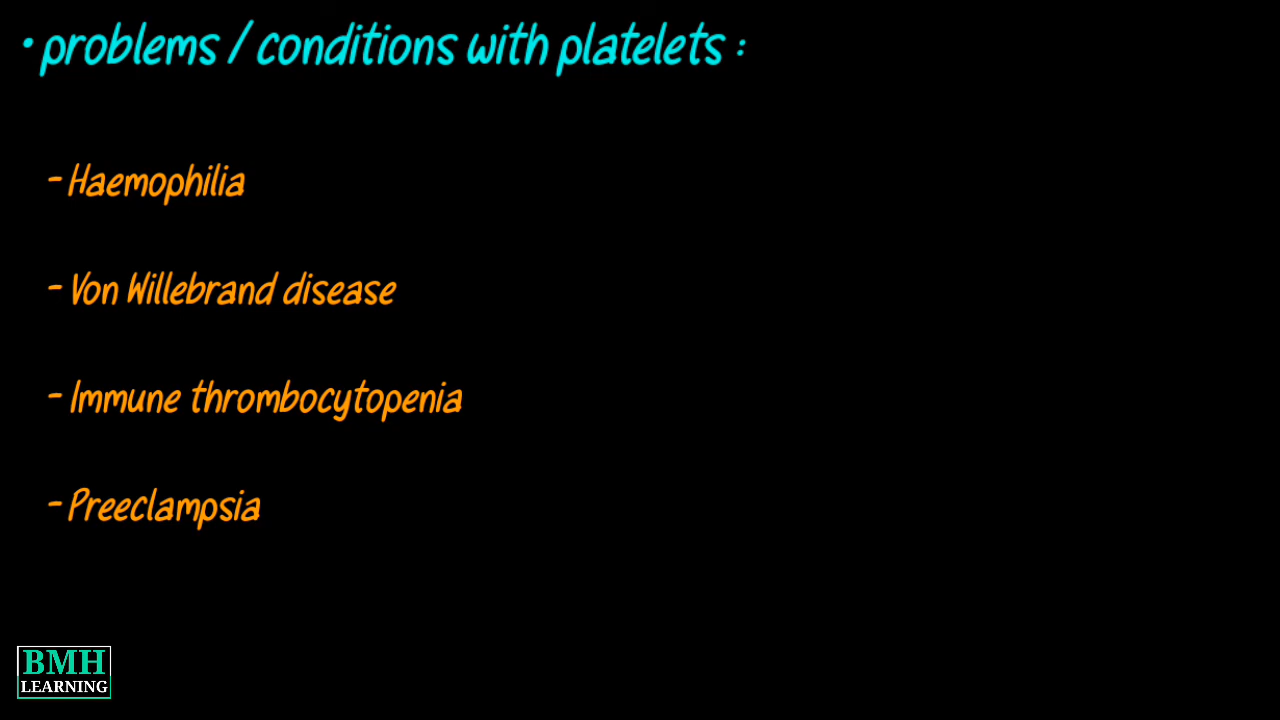 • problems / conditions with platelets :
- Haemophilia
- Von Willebrand disease
- Immune thrombocytopenia
- Preeclampsia
BMH
LEARNING